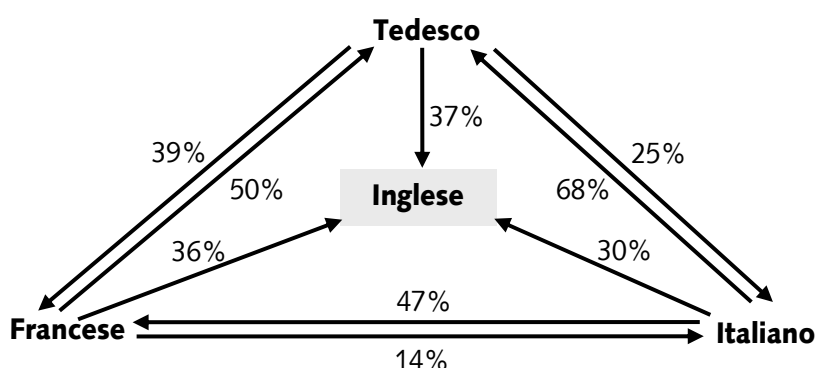 Tedesco
37%
39%
25%
50%
68%
Inglese
36%
30%
47%
Francese
Italiano
14%